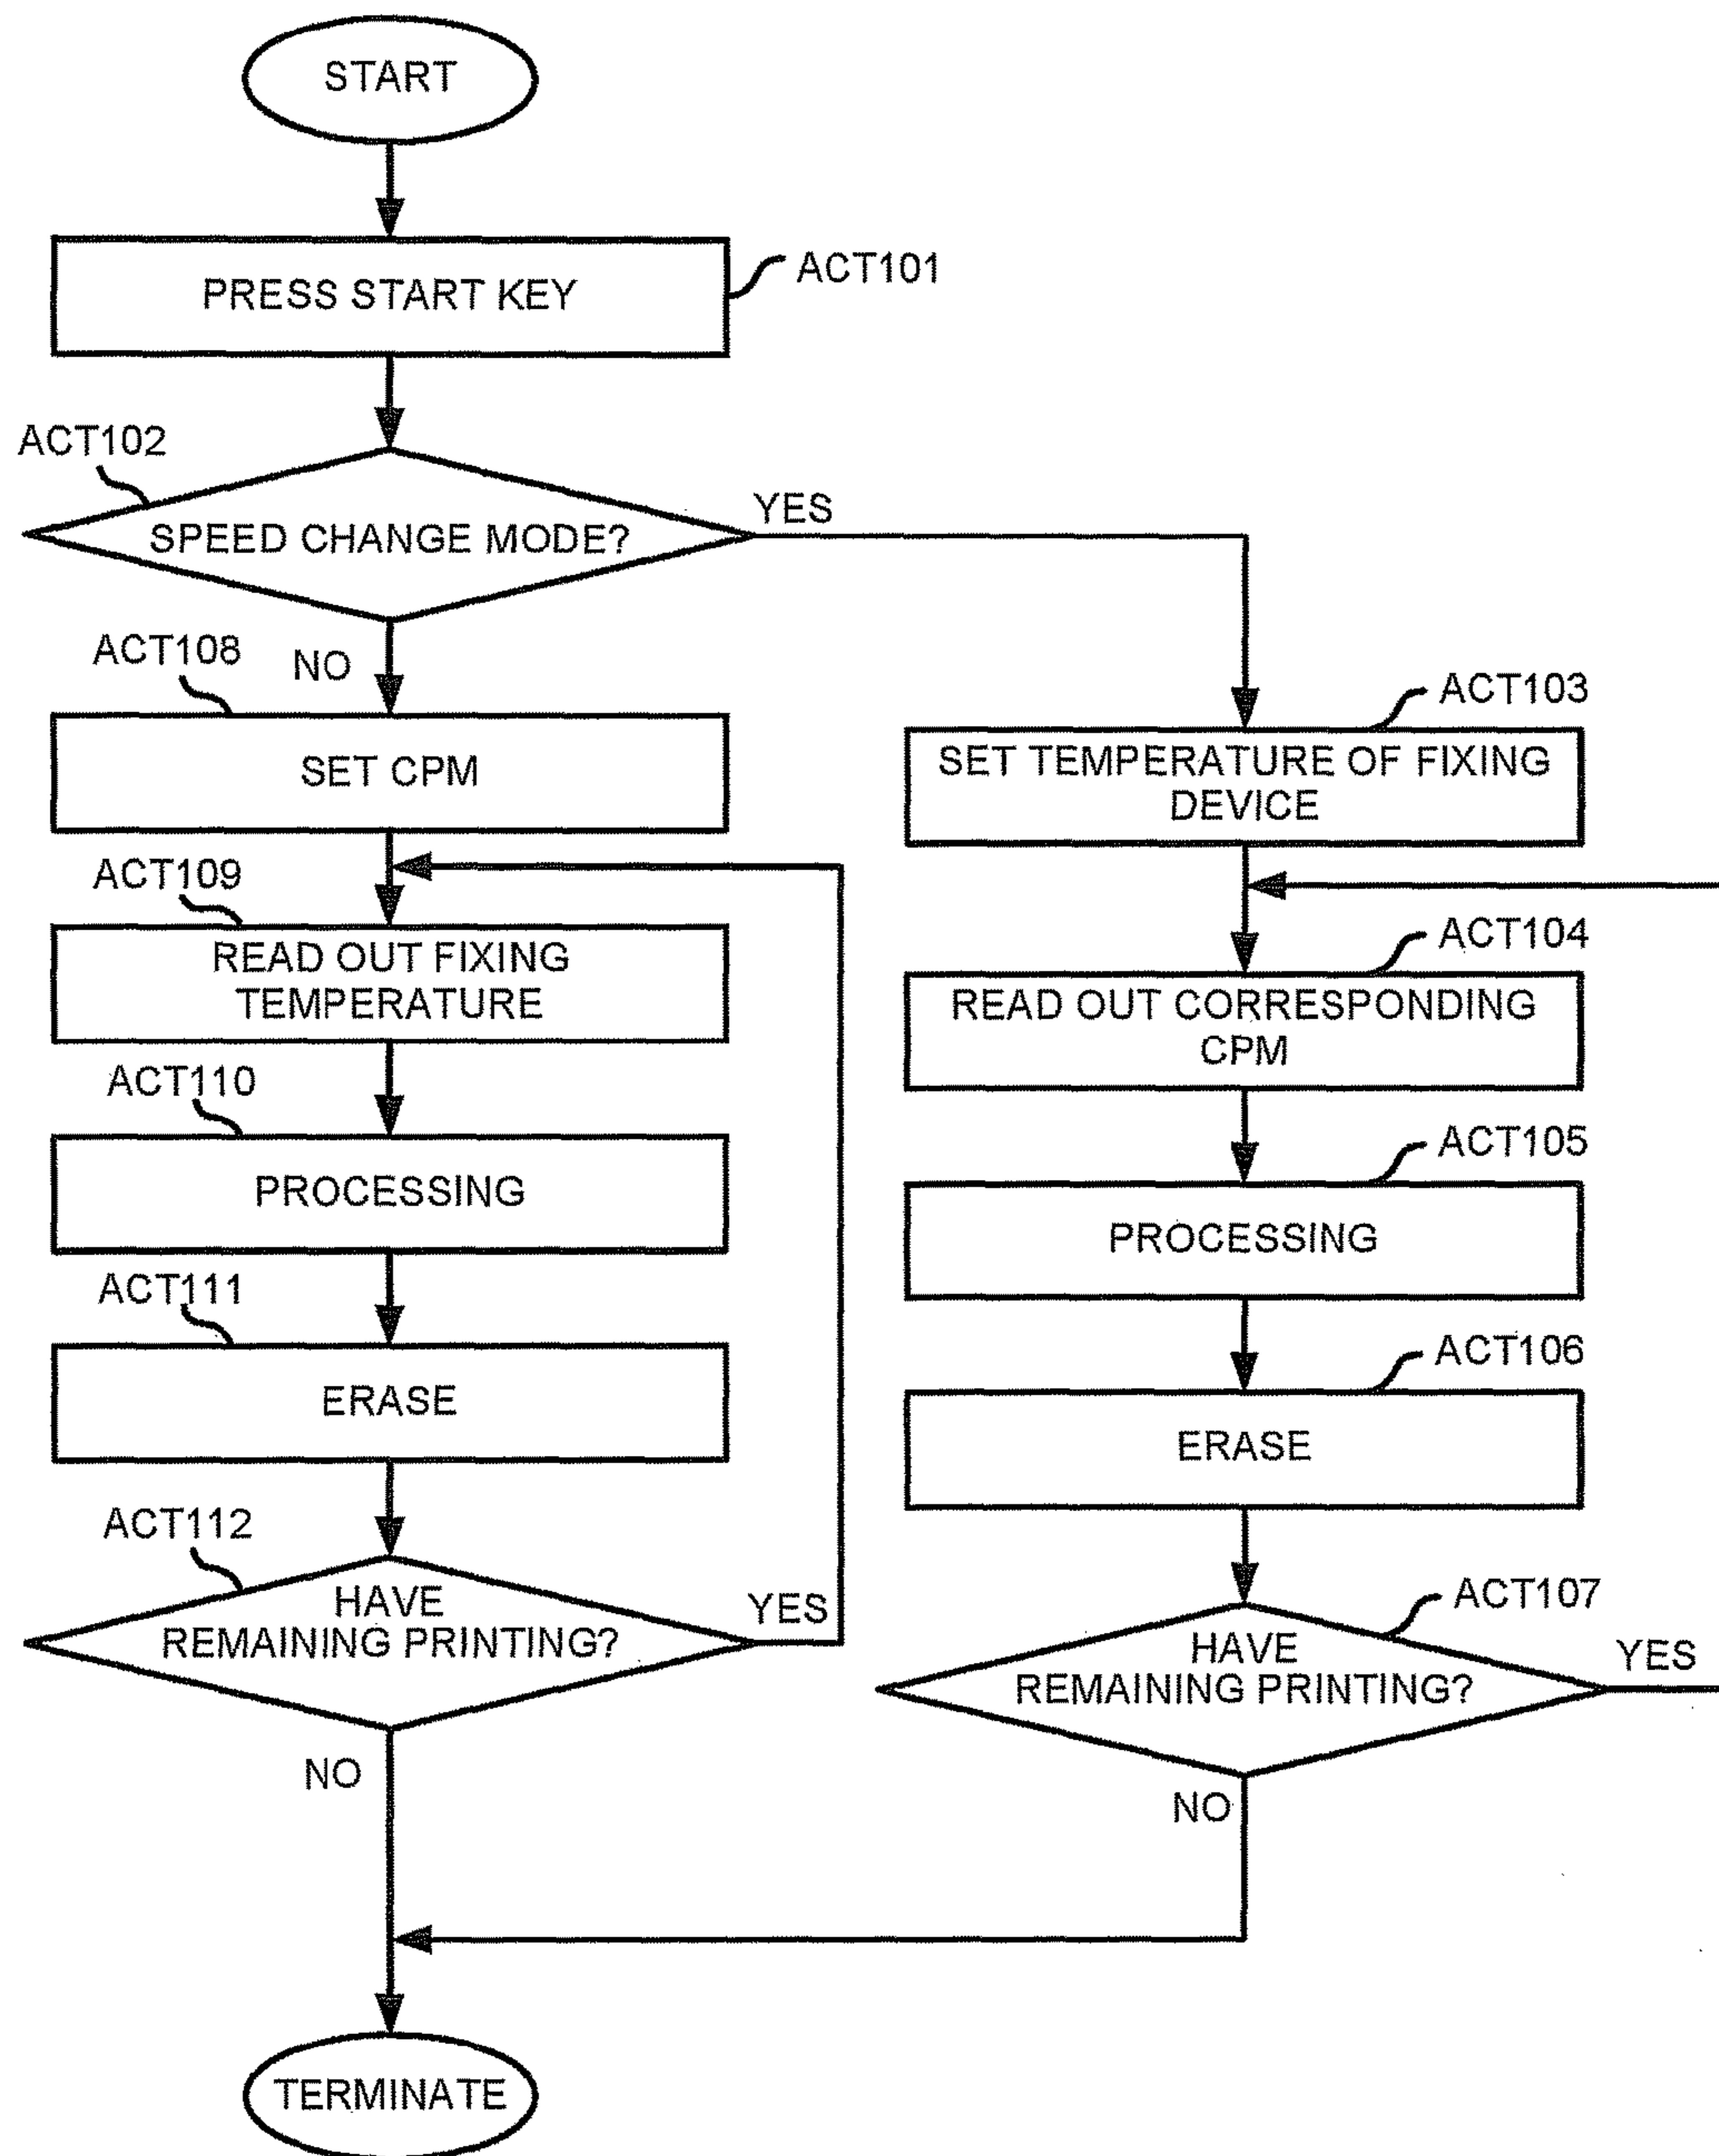 START
PRESS START KEY
ACT101
ACT102
SPEED CHANGE MODE?
YES
NO
ACT108
SET CPM
ACT109
READ OUT FIXING
TEMPERATURE
ACT110
PROCESSING
ACT111
ERASE
ACT112
HAVE
REMAINING PRINTING?
YES
NO
ACT103
SET TEMPERATURE OF FIXING
DEVICE
ACT104
READ OUT CORRESPONDING
CPM
ACT105
PROCESSING
ACT106
ERASE
ACT107
HAVE
REMAINING PRINTING?
YES
NO
TERMINATE